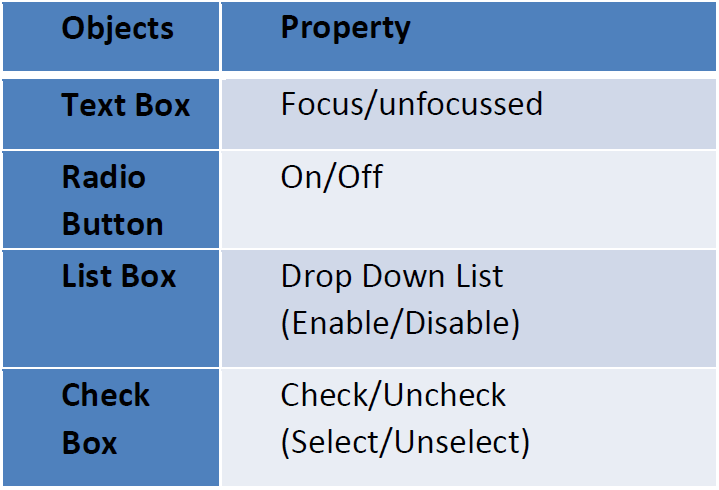 Objects Property
Text Box Focus/unfocussed
Radio On/Off
Button
List Box Drop Down List
(Enable/Disable)
Check Check/Uncheck
Box (Select/Unselect)